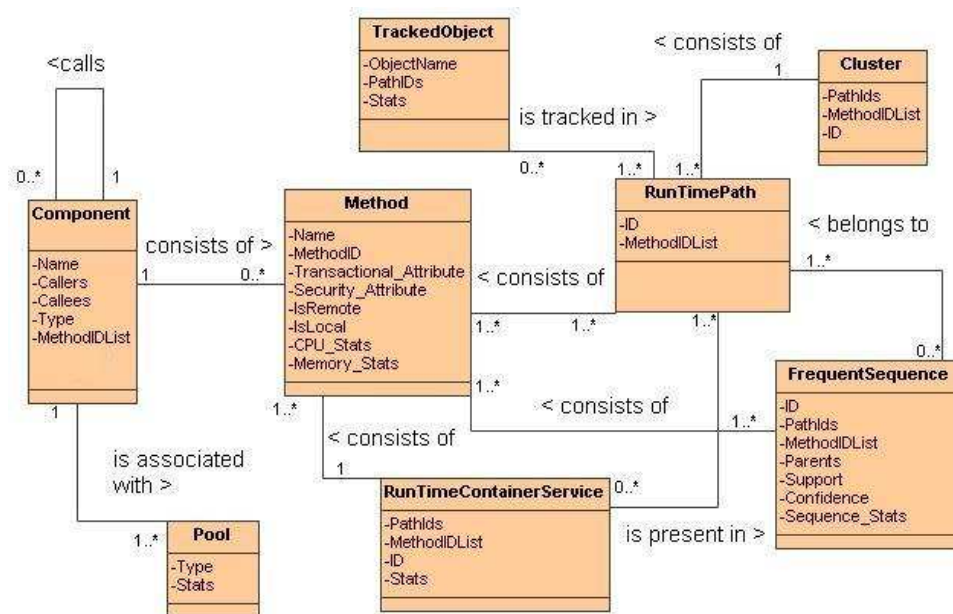 TrackedObject
-ObjectName
-PathIDs
-Stats
< consists of
1
Cluster
-PathIds
-MethodIDList
-ID
<calls
0..*
1
is tracked in >
0..*
1..*
1..*
Component
-Name
-Callers
-Callees
-Type
-MethodIDList
consists of >
1
0..*
Method
-Name
-MethodID
-Transactional_Attribute
-Security_Attribute
-IsRemote
-IsLocal
-CPU_Stats
-Memory_Stats
RunTimePath
-ID
-MethodIDList
< belongs to
1..*
0..*
< consists of
1..*
1..*
1..*
FrequentSequence
-ID
-PathIds
-MethodIDList
-Parents
-Support
-Confidence
-Sequence_Stats
1..*
< consists of
1..*
1
1..*
< consists of
1
0..*
is associated
with >
RunTimeContainerService
-PathIds
-MethodIDList
-ID
-Stats
is present in >
1..*
Pool
-Type
-Stats